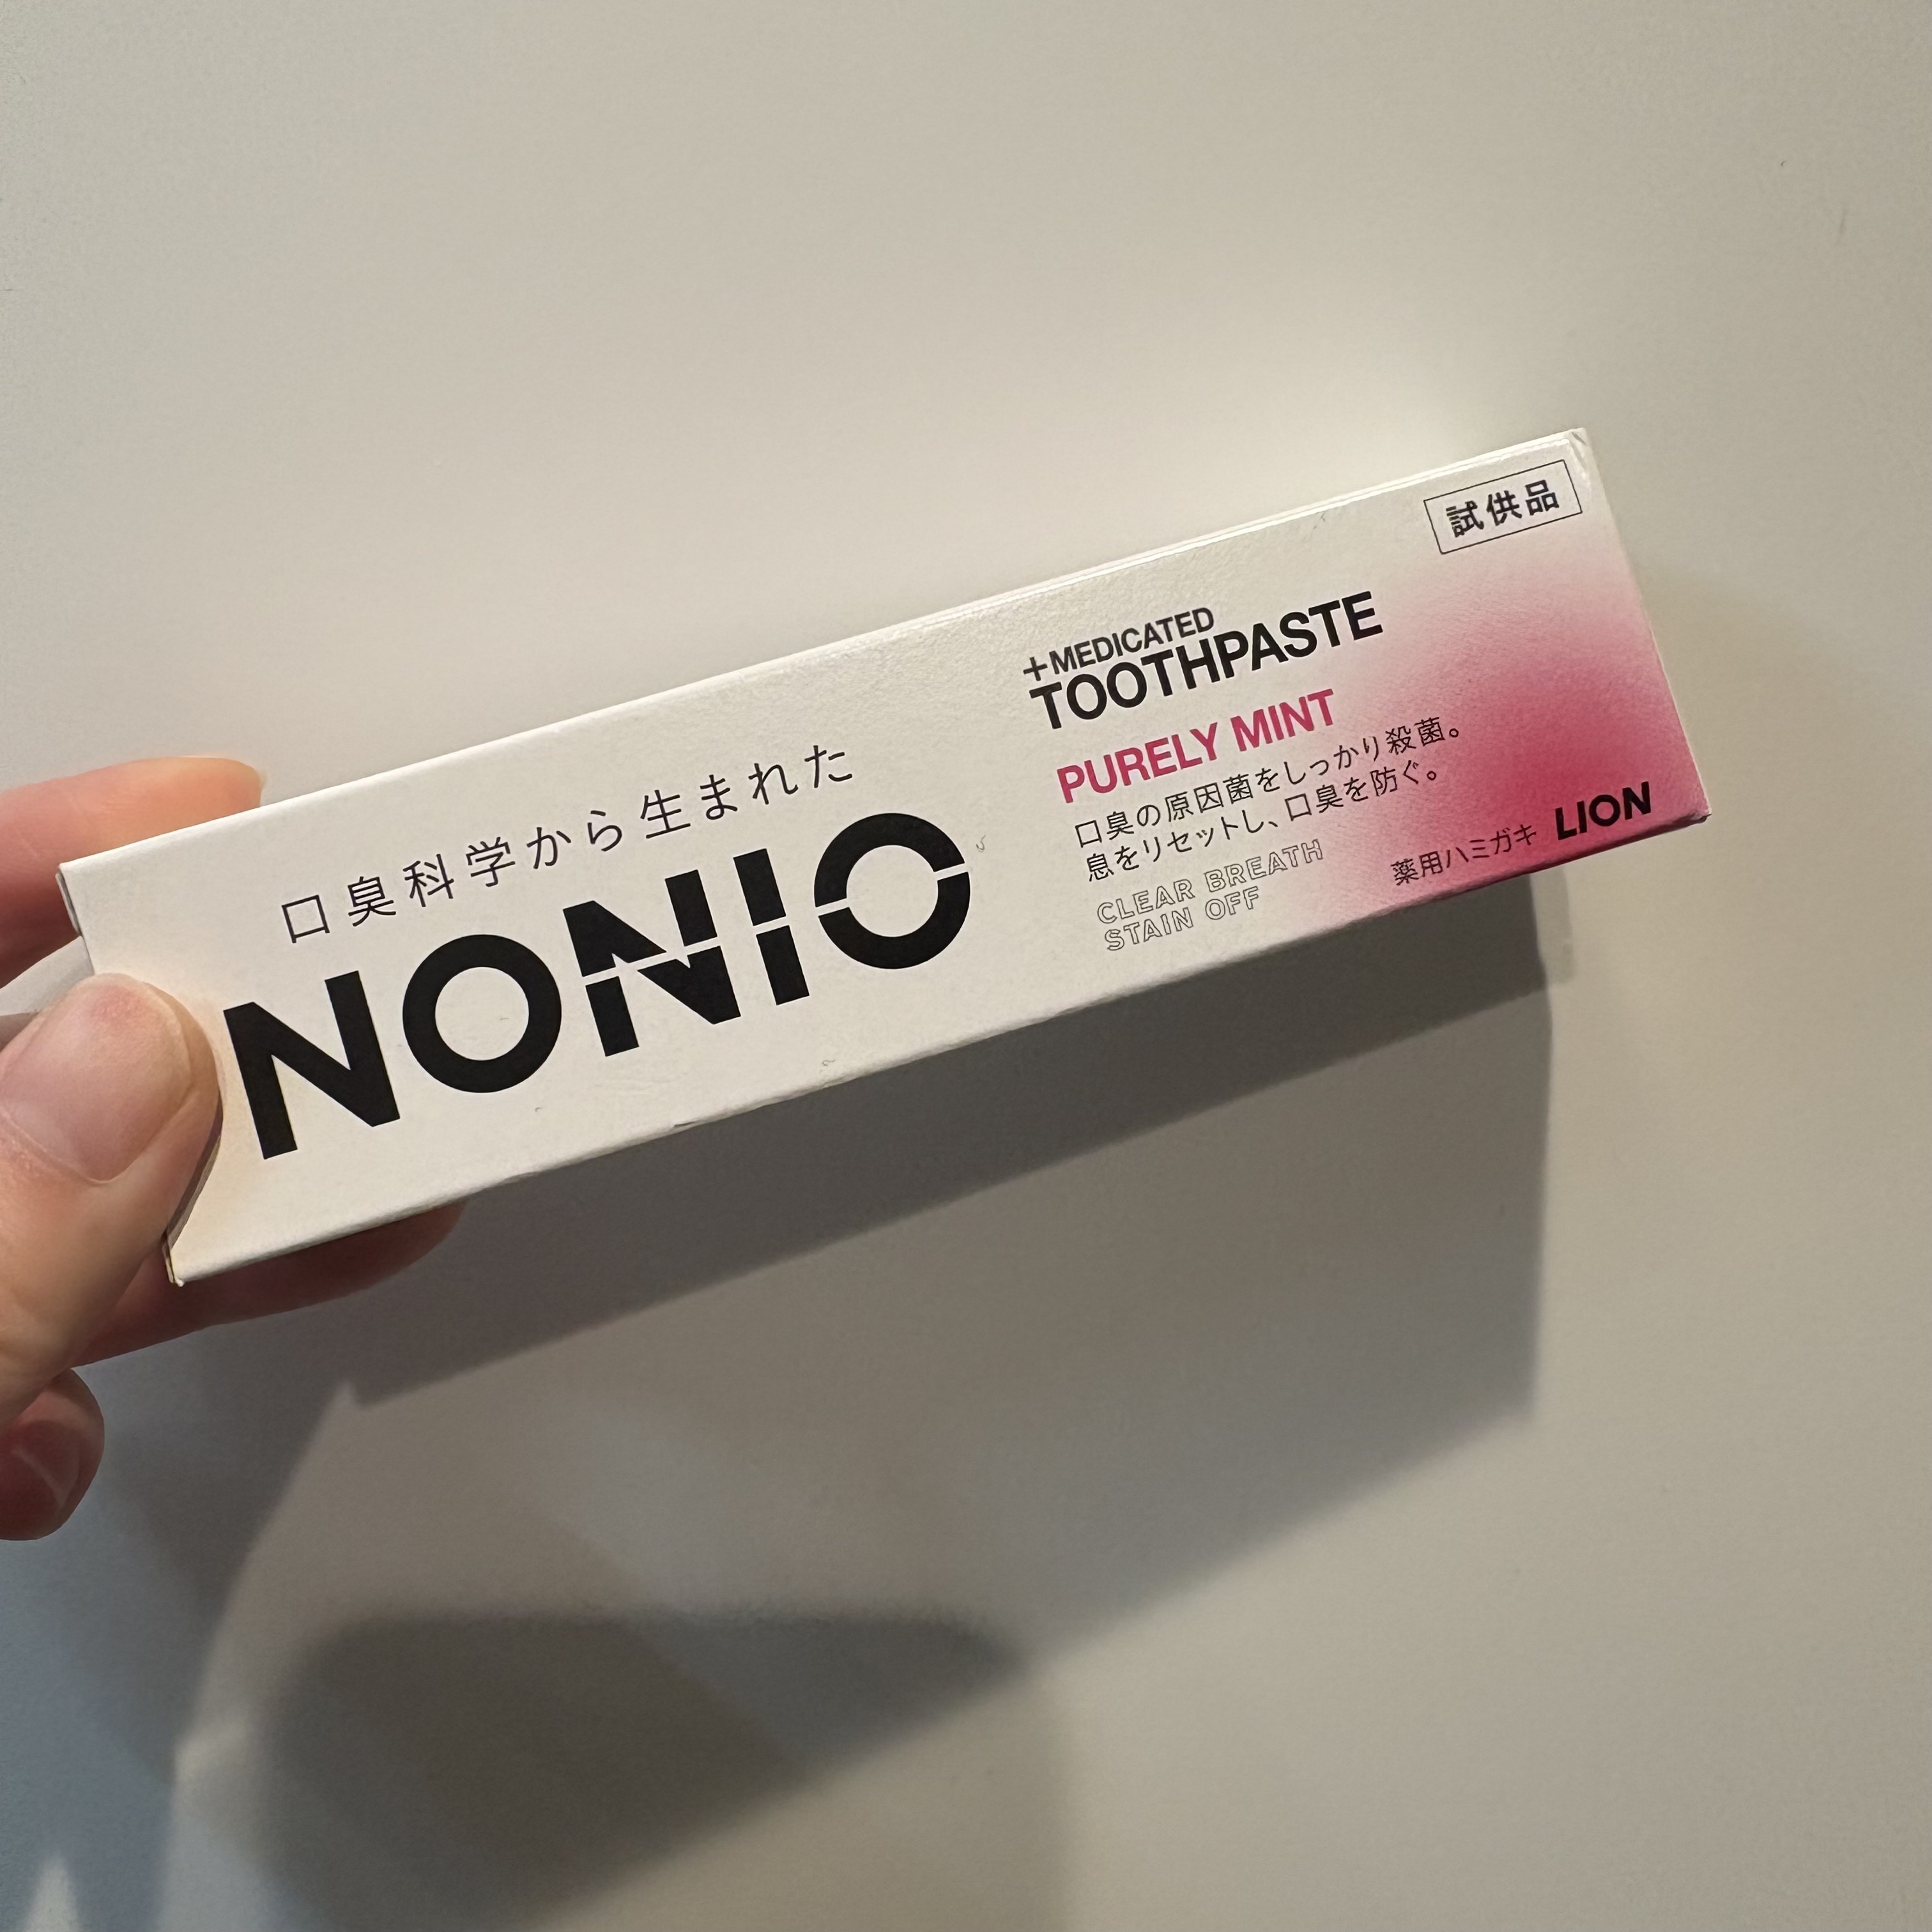 口臭科学から生まれた
NONIO
試供品
+MEDICATED
TOOTHPASTE
PURELY MINT
口臭の原因菌をしっかり殺菌。
息をリセットし、口臭を防ぐ。
CLEAR BREATH
STAIN OFF
薬用ハミガキ LION